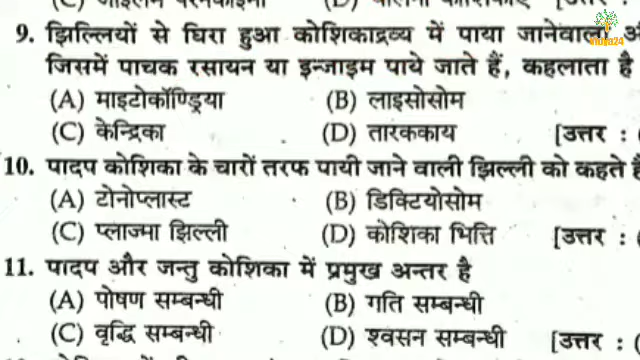 9. झिल्लियों से घिरा हुआ कोशिकाद्रव्य में पाया जानेवाला
जिसमें पाचक रसायन या इन्जाइम पाये जाते हैं, कहलाता है
(A) माइटोकॉण्ड्रिया (B) लाइसोसोम
(C) केन्द्रिका (D) तारककाय [उत्तर : (
10. पादप कोशिका के चारों तरफ पायी जाने वाली झिल्ली को कहते
(A) टोनोप्लास्ट (B) डिक्टियोसोम
(C) प्लाज्मा झिल्ली (D) कोशिका भित्ति [उत्तर : (
11. पादप और जन्तु कोशिका में प्रमुख अन्तर है
(A) पोषण सम्बन्धी (B) गति सम्बन्धी
(C) वृद्धि सम्बन्धी (D) श्वसन सम्बन्धी [उत्तर : (